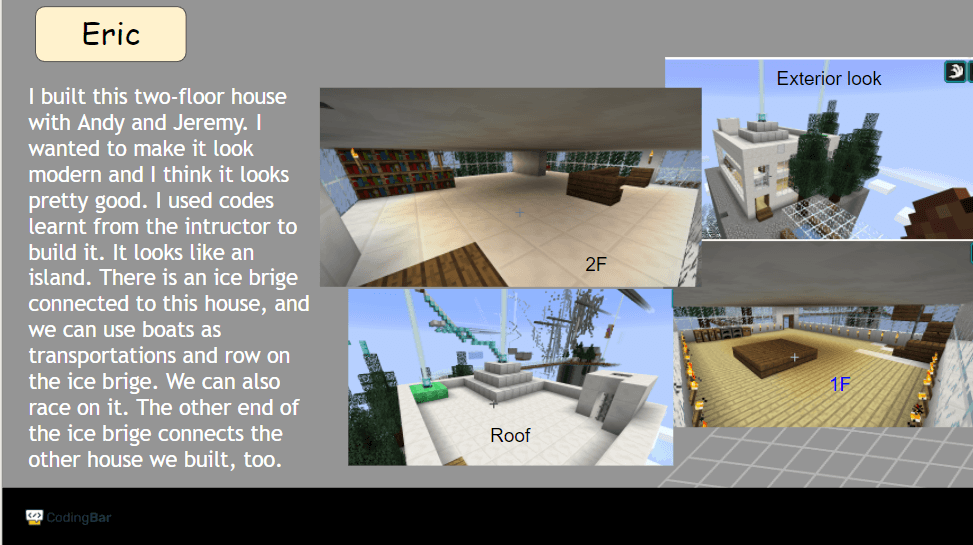 Eric
I built this two-floor house
with Andy and Jeremy. I
wanted to make it look
modern and I think it looks
pretty good. I used codes
learnt from the intructor to
build it. It looks like an
island. There is an ice brige
connected to this house, and
we can use boats as
transportations and row on
the ice brige. We can also
race on it. The other end of
the ice brige connects the
other house we built, too.
Exterior look
2F
1F
Roof
CodingBar